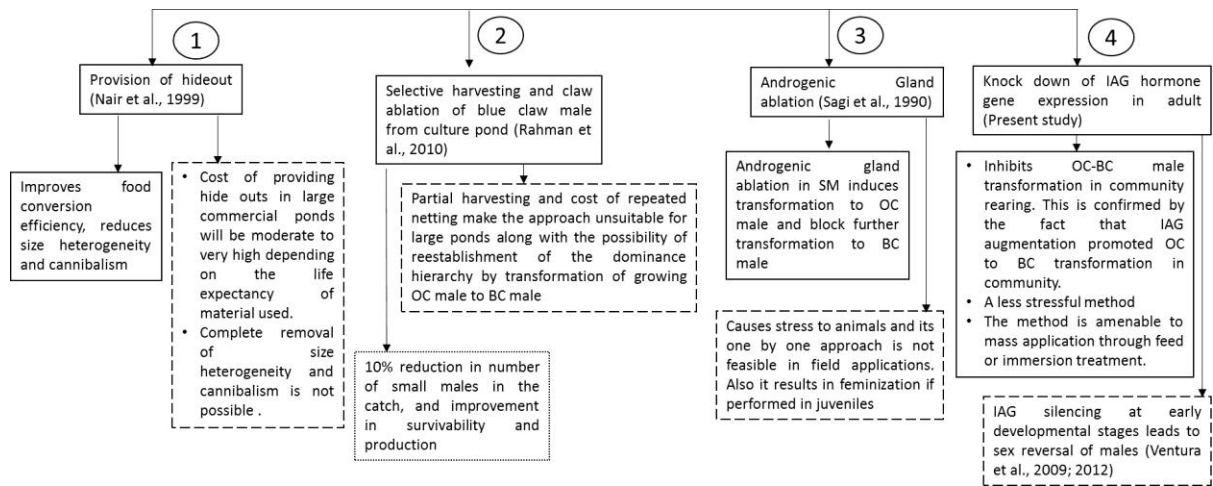 1
Provision of hideout
(Nair et al., 1999)
Improves food
conversion
efficiency, reduces
size heterogeneity
and cannibalism
• Cost of providing
hide outs in large
commercial ponds
will be moderate to
very high depending
on the life
expectancy of
material used.
• Complete removal
of size
heterogeneity and
cannibalism is not
possible .
2
Selective harvesting and claw
ablation of blue claw male
from culture pond (Rahman et
al., 2010)
Partial harvesting and cost of repeated
netting make the approach unsuitable for
large ponds along with the possibility of
reestablishment of the dominance
hierarchy by transformation of growing
OC male to BC male
10% reduction in number
of small males in the
catch, and improvement
in survivability and
production
3
Androgenic Gland
ablation (Sagi et al., 1990)
Androgenic gland
ablation in SM induces
transformation to OC
male and block further
transformation to BC
male
Causes stress to animals and its
one by one approach is not
feasible in field applications.
Also it results in feminization if
performed in juveniles
4
Knock down of IAG hormone
gene expression in adult
(Present study)
• Inhibits OC-BC male
transformation in community
rearing. This is confirmed by
the fact that IAG
augmentation promoted OC
to BC transformation in
community.
• A less stressful method
• The method is amenable to
mass application through feed
or immersion treatment.
IAG silencing at early
developmental stages leads to
sex reversal of males (Ventura
et al., 2009; 2012)